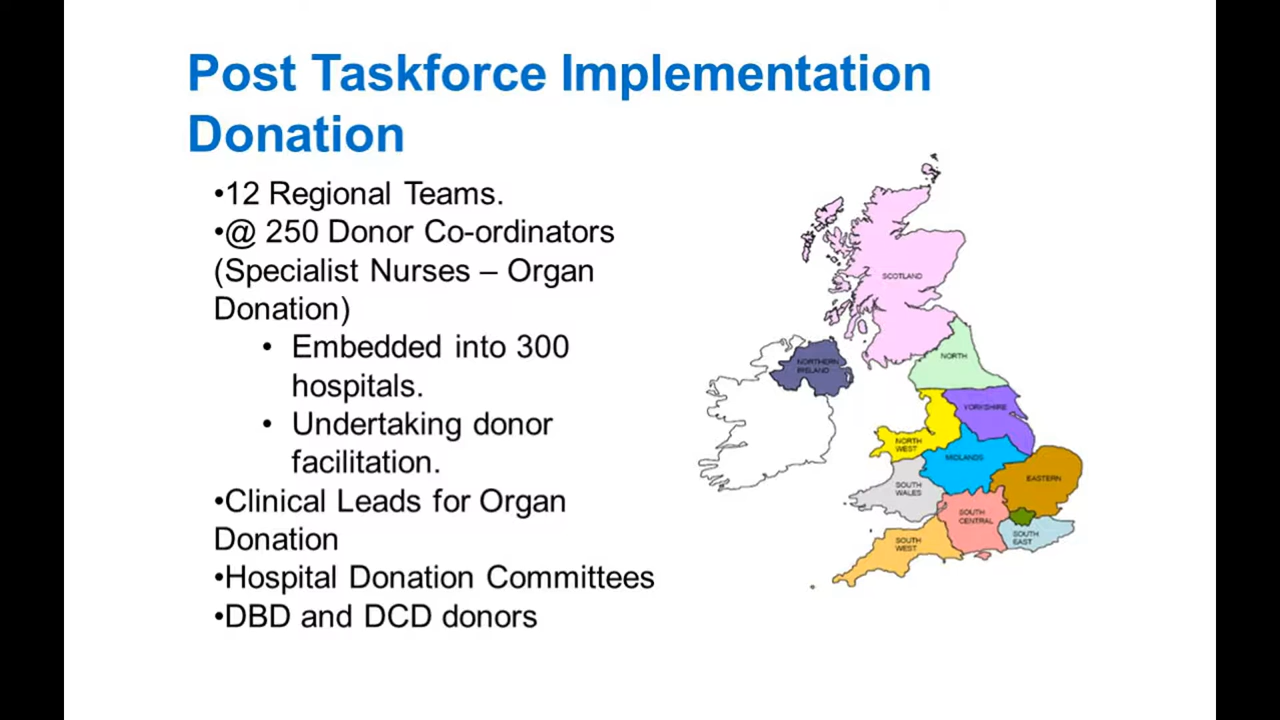 Post Taskforce Implementation
Donation
•12 Regional Teams.
•@ 250 Donor Co-ordinators
(Specialist Nurses – Organ
Donation)
• Embedded into 300
hospitals.
• Undertaking donor
facilitation.
•Clinical Leads for Organ
Donation
•Hospital Donation Committees
•DBD and DCD donors
SCOTLAND
NORTHERN
IRELAND
NORTH
YORKSHIRE
NORTH
WEST
MIDLANDS
EASTERN
SOUTH
WALES
SOUTH
CENTRAL
SOUTH
EAST
SOUTH
WEST